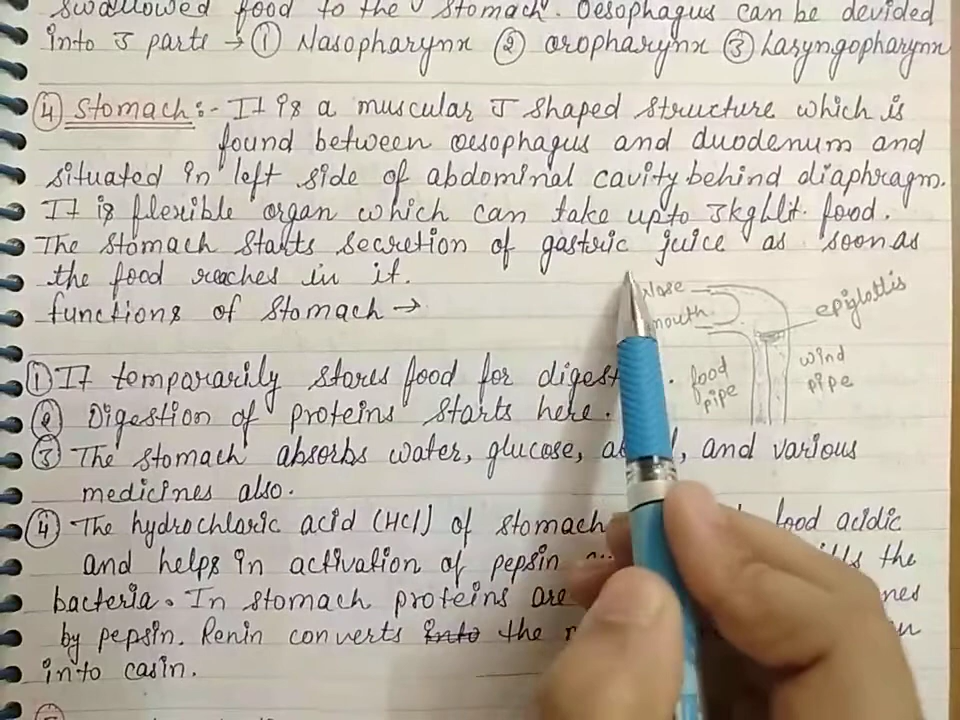 swallowed food to the stomach. Oesophagus can be devided
into 3 parts → ① Nasopharynx ② oropharynx ③ Laryngopharynx
④ Stomach:- It is a muscular J shaped structure which is
found between oesophagus and duodenum and
situated in left side of abdominal cavity behind diaphragm.
It is flexible organ which can take upto 3kg/lit. food.
The stomach starts secretion of gastric juice as soon as
the food reaches in it.
functions of Stomach →
Nose
mouth
epiglottis
food pipe
wind pipe
① It tempararily stores food for digest
② Digestion of proteins starts here.
③ The stomach absorbs water, glucose, and various
medicines also.
④ The hydrochloric acid (HCl) of stomach food acidic
and helps in activation of pepsin the
bacteria. In stomach proteins are
by pepsin. Renin converts into the
into casin.